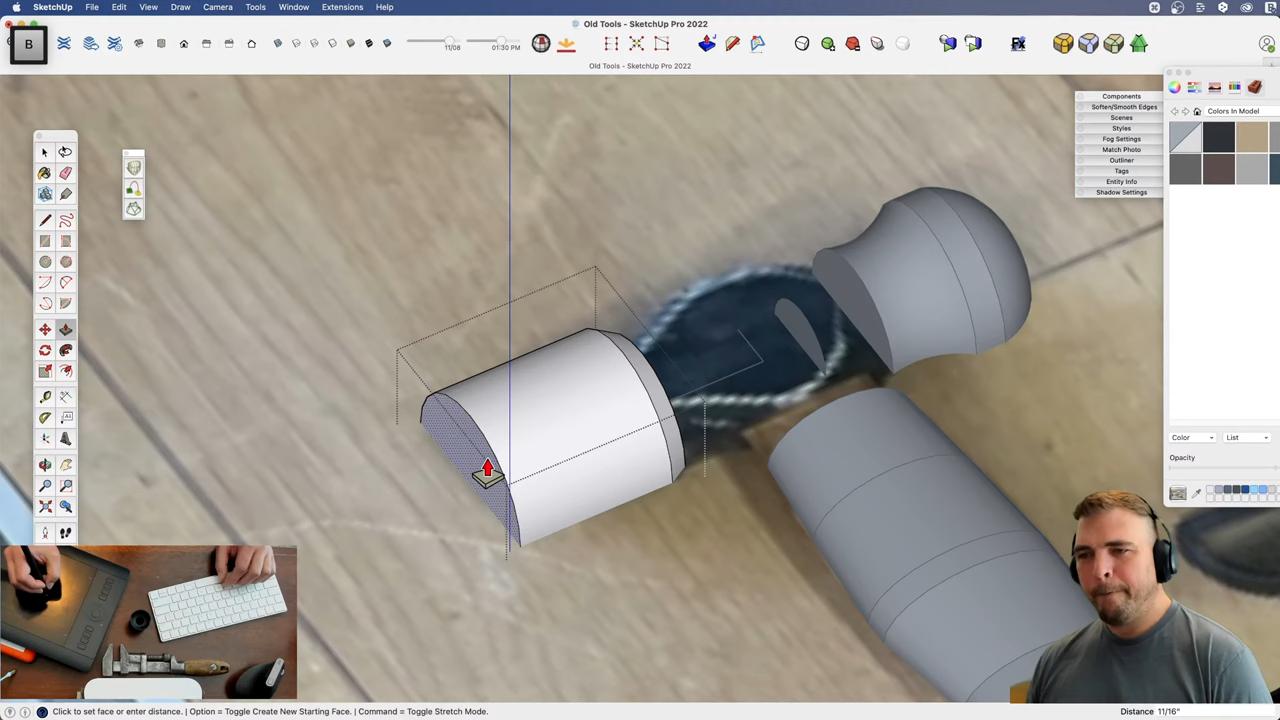 SketchUp File Edit View Draw Camera Tools Window Extensions Help
Old Tools - SketchUp Pro 2022
B
11/08
01:30 PM
Old Tools - SketchUp Pro 2022
Components
Soften/Smooth Edges
Scenes
Styles
Fog Settings
Match Photo
Outliner
Tags
Entity Info
Shadow Settings
Colors In Model
Color
List
Opacity
Click to set face or enter distance. | Option = Toggle Create New Starting Face. | Command = Toggle Stretch Mode.
Distance 11/16"